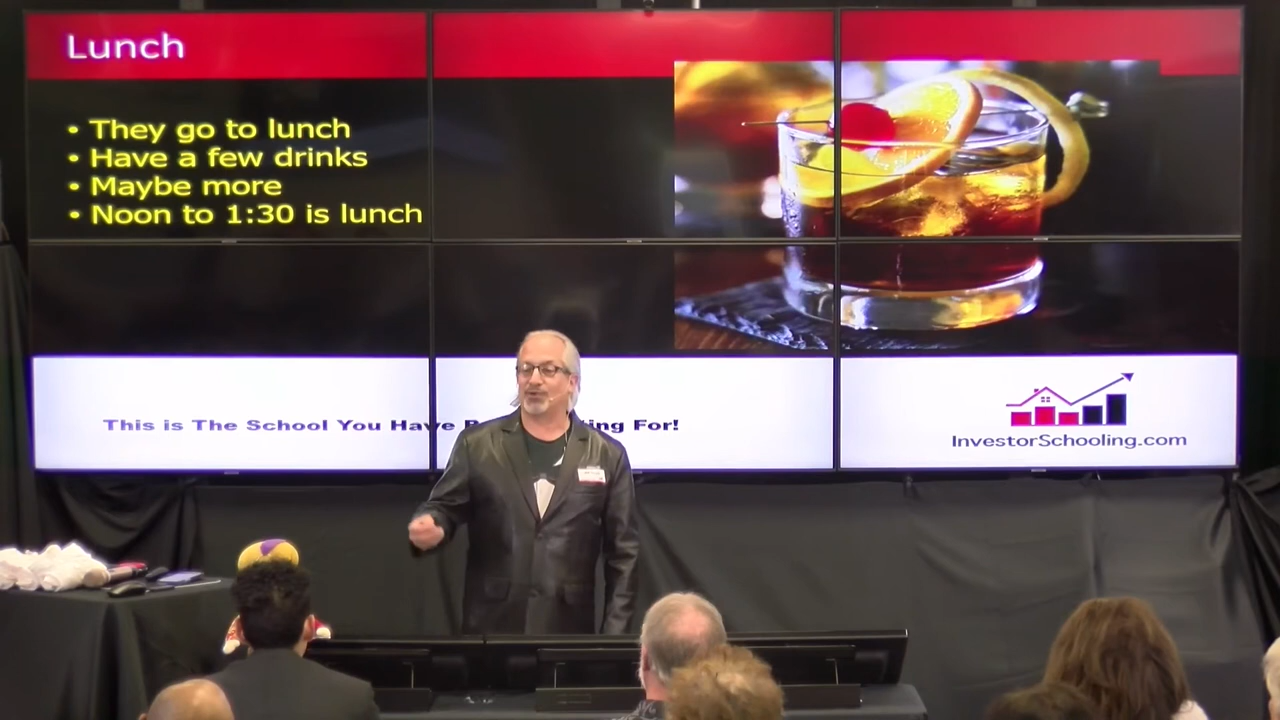 Lunch
• They go to lunch
• Have a few drinks
• Maybe more
• Noon to 1:30 is lunch
This is The School You Have ing For!
InvestorSchooling.com